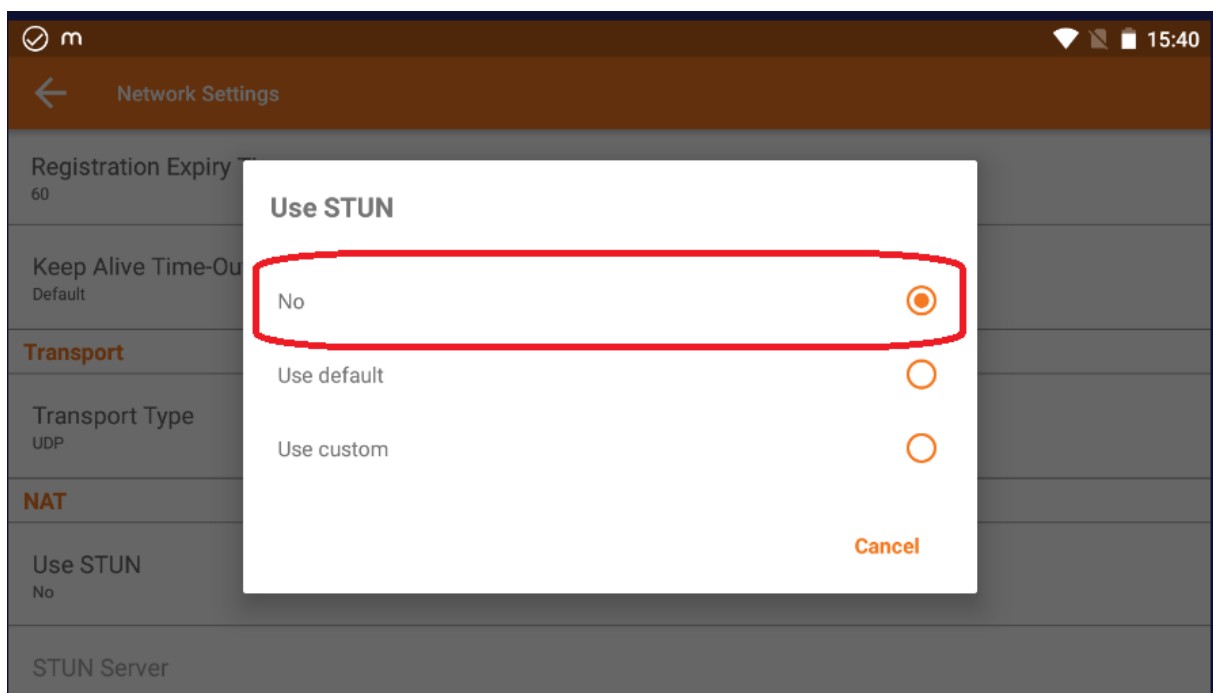 15:40
Network Settings
Registration Expiry
60
Use STUN
Keep Alive Time-Ou
Default
No
Transport
Use default
Transport Type
UDP
Use custom
NAT
Cancel
Use STUN
No
STUN Server